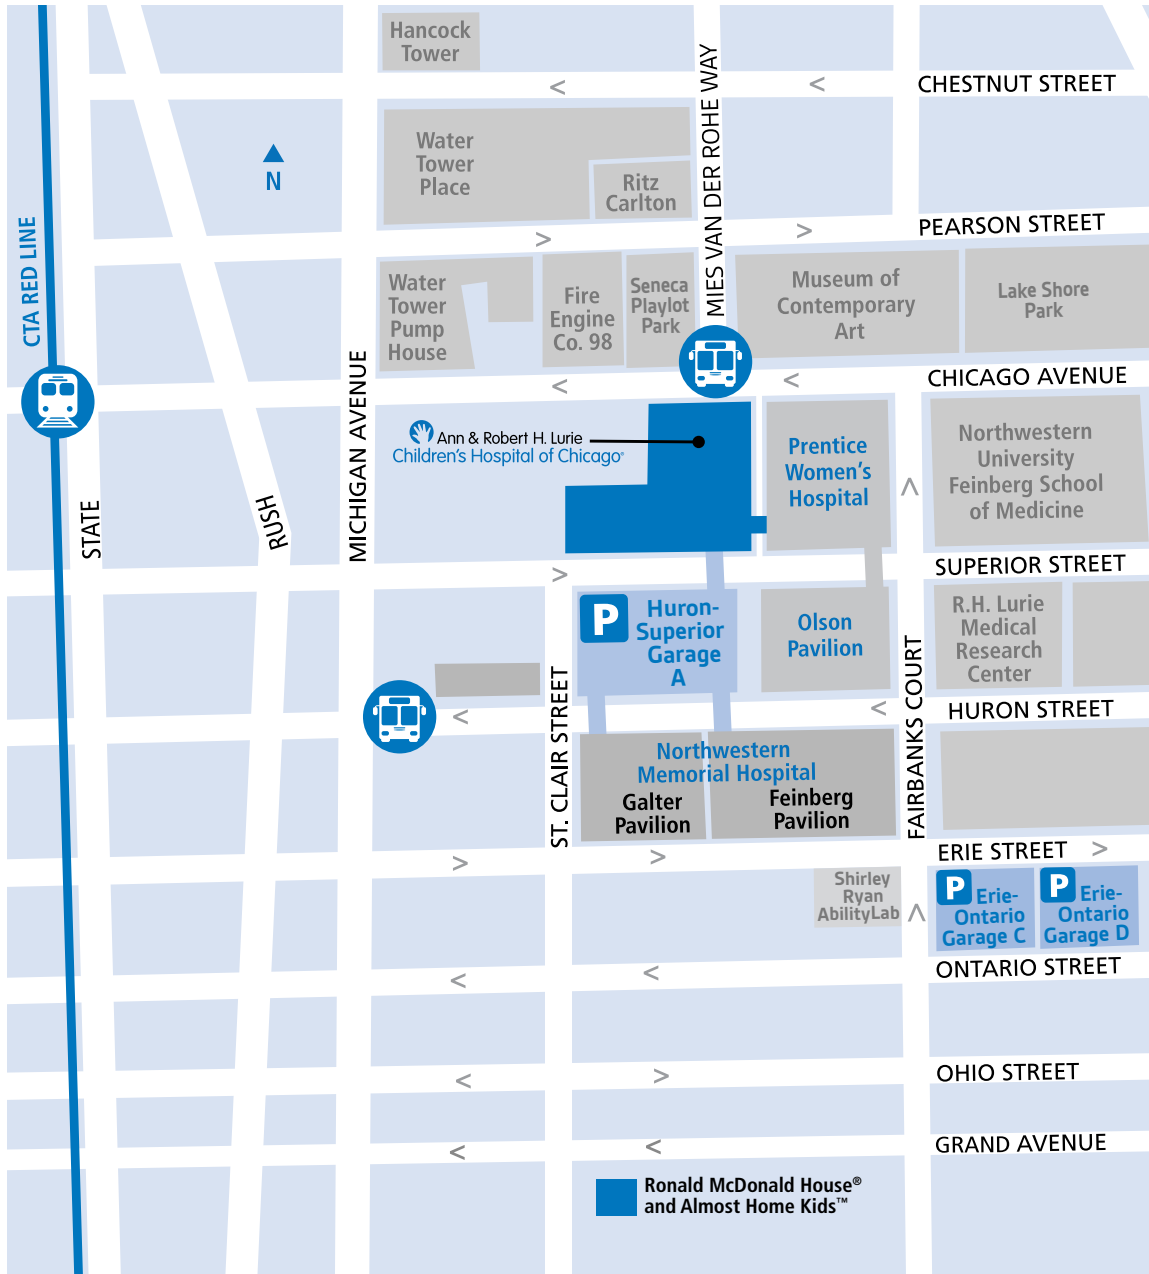 Hancock
Tower
CHESTNUT STREET
MIES VAN DER ROHE WAY
Water
Tower
Place
Ritz
Carlton
N
CTA RED LINE
PEARSON STREET
Water
Tower
Pump
House
Fire
Engine
Co. 98
Seneca
Playlot
Park
Museum of
Contemporary
Art
Lake Shore
Park
CHICAGO AVENUE
MICHIGAN AVENUE
Ann & Robert H. Lurie
Children's Hospital of Chicago®
Prentice
Women's
Hospital
Northwestern
University
Feinberg School
of Medicine
STATE
RUSH
SUPERIOR STREET
P
Huron-
Superior
Garage
A
Olson
Pavilion
R.H. Lurie
Medical
Research
Center
ST. CLAIR STREET
FAIRBANKS COURT
HURON STREET
Northwestern
Memorial Hospital
Galter
Pavilion
Feinberg
Pavilion
ERIE STREET
Shirley
Ryan
AbilityLab
P
Erie-
Ontario
Garage C
P
Erie-
Ontario
Garage D
ONTARIO STREET
OHIO STREET
GRAND AVENUE
Ronald McDonald House®
and Almost Home Kids™